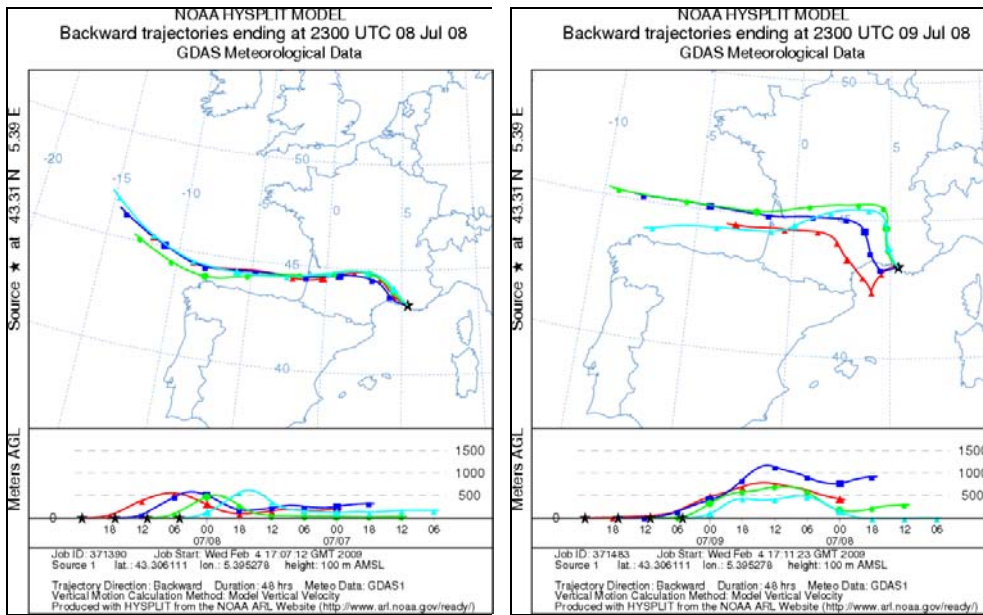 NOAA HYSPLIT MODEL
Backward trajectories ending at 2300 UTC 08 Jul 08
GDAS Meteorological Data
Source ★ at 43.31 N 5.39 E
-20
-15
-10
-5
0
5
10
50
45
40
Meters AGL
1500
1000
500
0
18 12 06 00 18 12 06 00 18 12 06
07/08 07/07
Job ID: 371390 Job Start: Wed Feb 4 17:07:12 GMT 2009
Source 1 lat.: 43.306111 lon.: 5.395278 height: 100 m AMSL
Trajectory Direction: Backward Duration: 48 hrs Meteo Data: GDAS1
Vertical Motion Calculation Method: Model Vertical Velocity
Produced with HYSPLIT from the NOAA ARL Website (http://www.arl.noaa.gov/ready/)
NOAA HYSPLIT MODEL
Backward trajectories ending at 2300 UTC 09 Jul 08
GDAS Meteorological Data
Source ★ at 43.31 N 5.39 E
-10
-5
0
5
50
45
40
Meters AGL
1500
1000
500
0
18 12 06 00 18 12 06 00 18 12 06
07/09 07/08
Job ID: 371483 Job Start: Wed Feb 4 17:11:23 GMT 2009
Source 1 lat.: 43.306111 lon.: 5.395278 height: 100 m AMSL
Trajectory Direction: Backward Duration: 48 hrs Meteo Data: GDAS1
Vertical Motion Calculation Method: Model Vertical Velocity
Produced with HYSPLIT from the NOAA ARL Website (http://www.arl.noaa.gov/ready/)